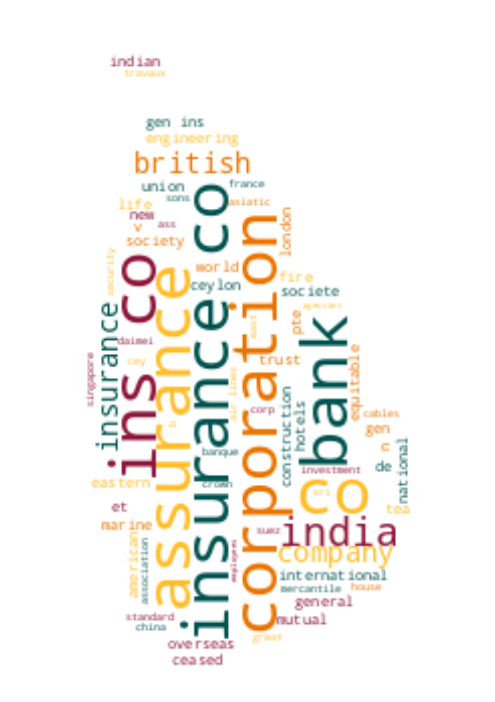 indian
travaux
gen ins
engineering
british
union
france
sons
asiatic
life
new
ass
v
society
london
insurance co
assurance
corporation
ins co
insurance
security
world
ceylon
fire
societe
agencies
pte
east
bank
daimei
cey
trust
equitable
singapore
air lines
corp
construction
hotels
cables
gen
n
b
banque
de
national
investment
eastern
crown
sri
co
tea
et
marine
suez
india
company
american
association
employees
international
mercantile
house
general
standard
china
mutual
great
overseas
ceased